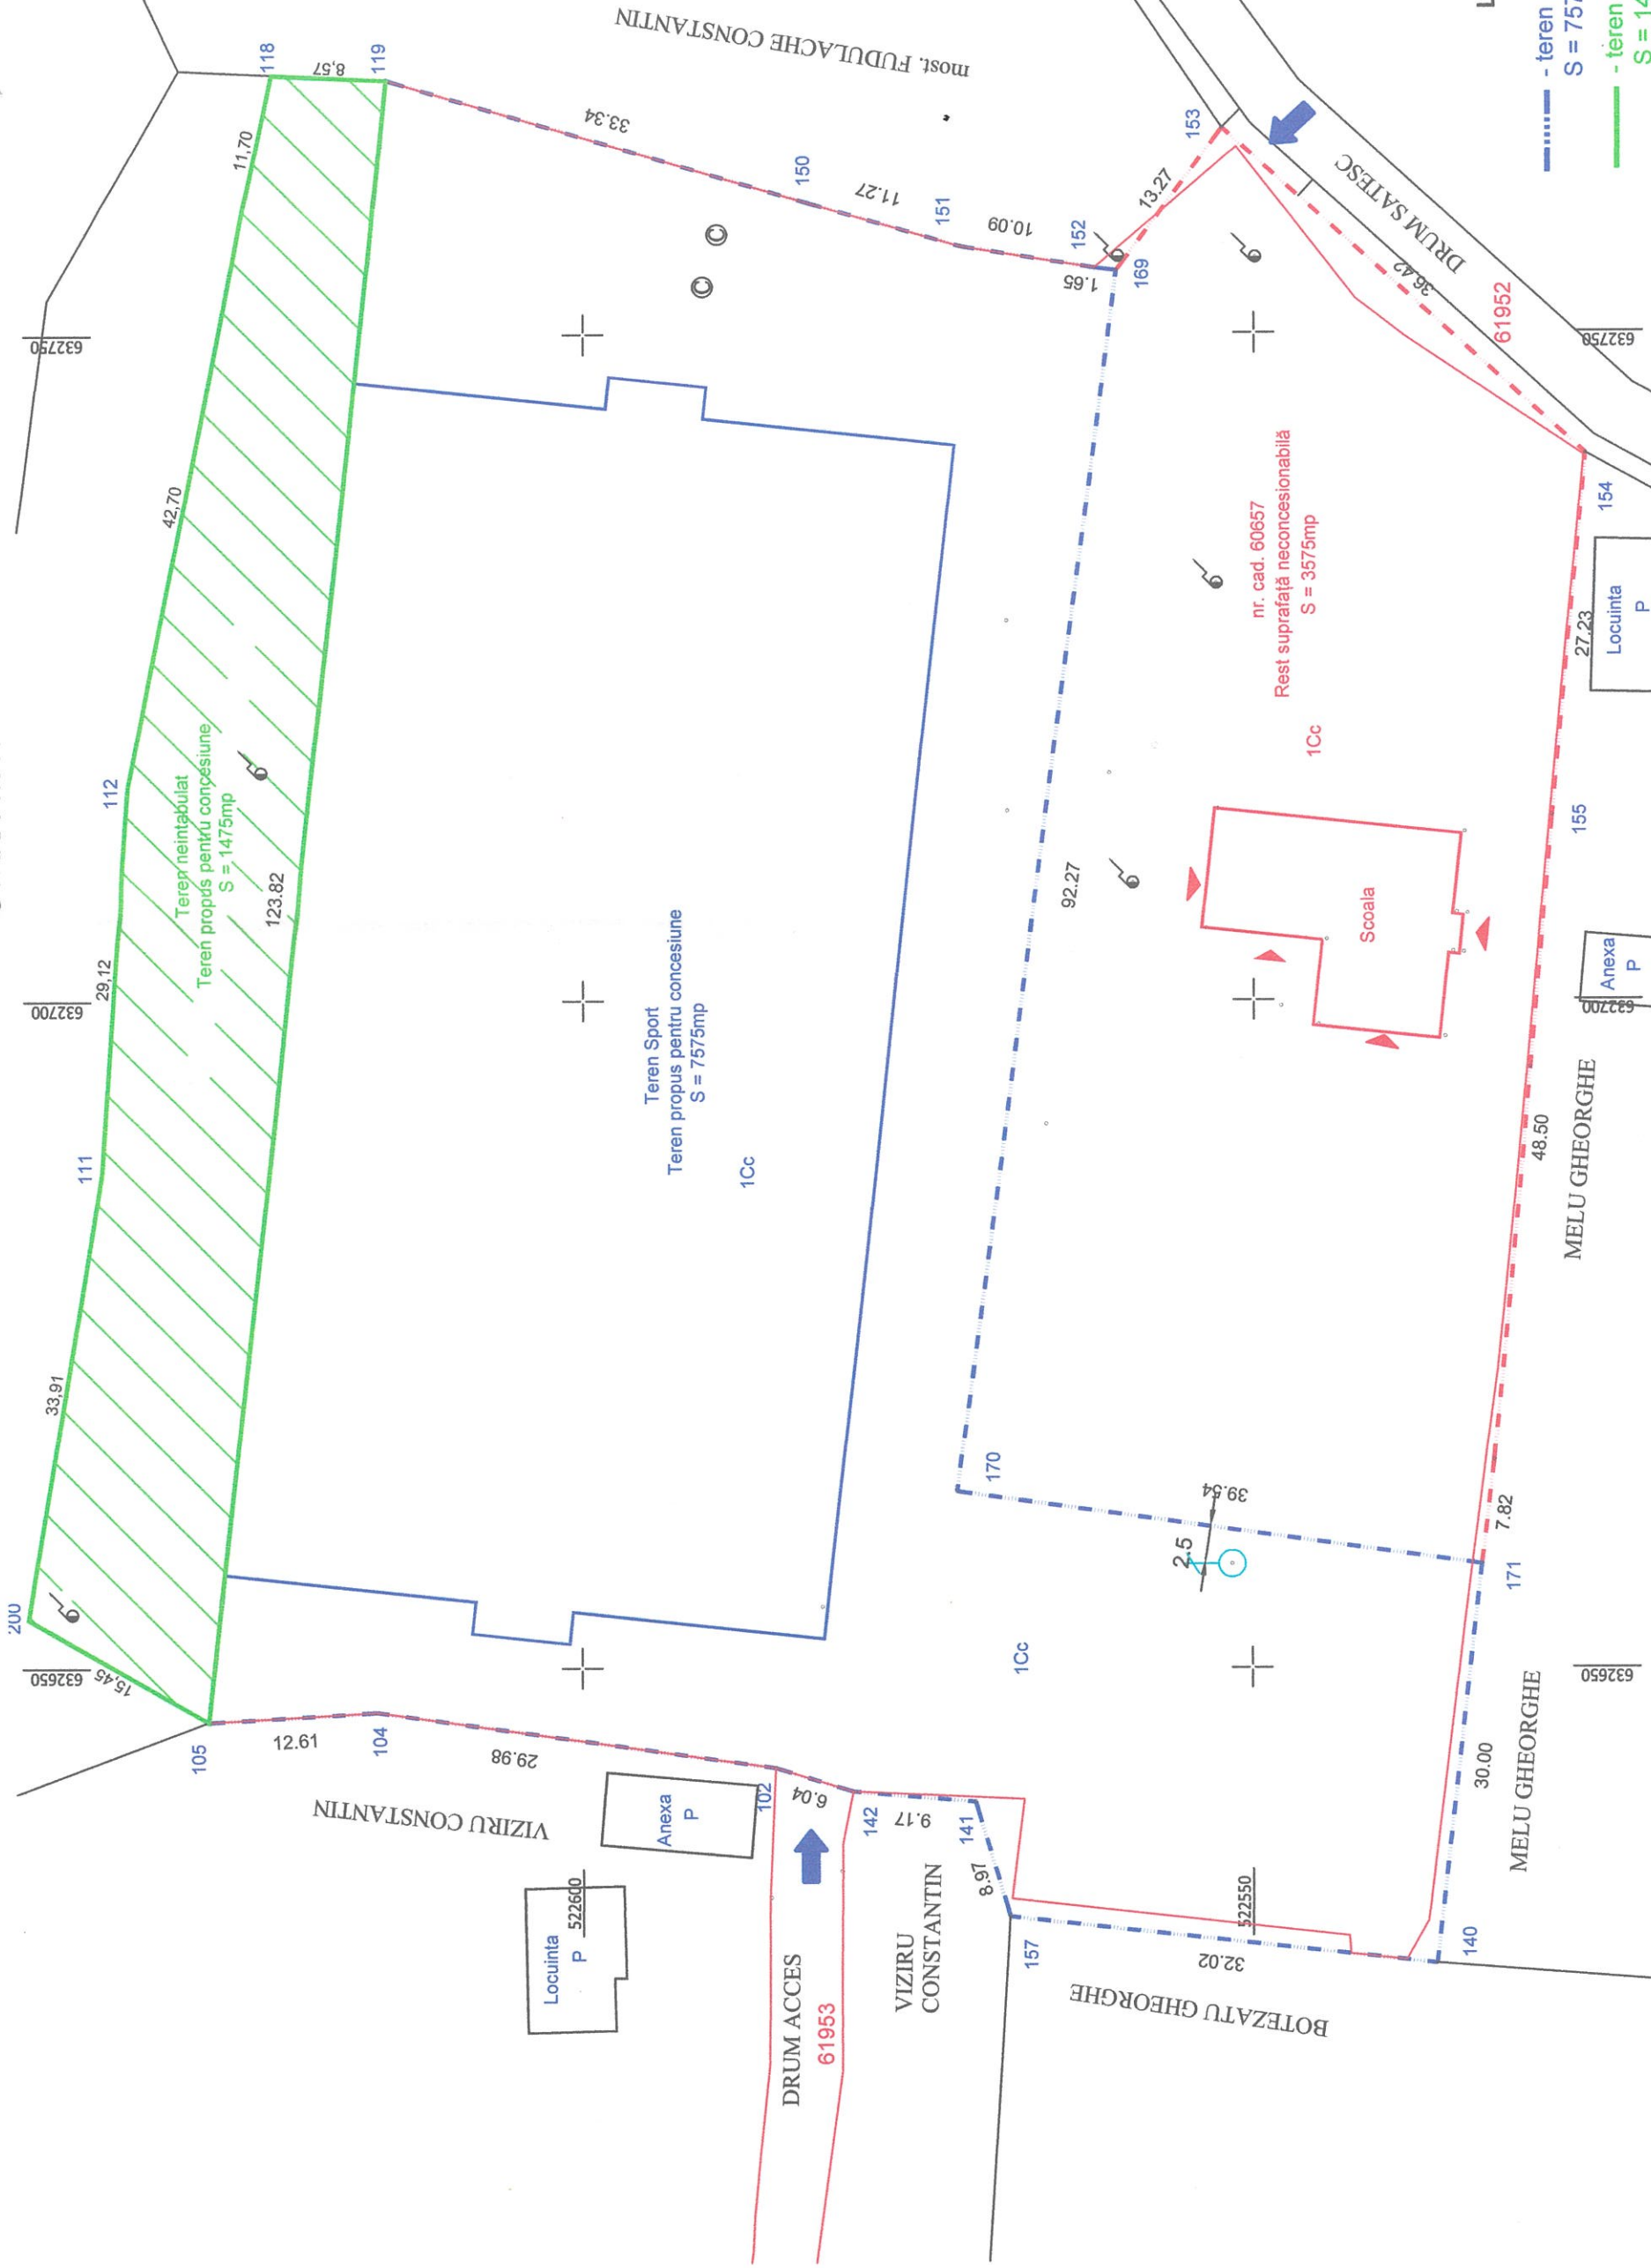 most. FUDULACHE CONSTANTIN
118
8,57
119
11,70
33.34
150
11.27
151
10.09
152
1.65
169
13.27
153
DRUM SATESC
36.42
61952
154
632750
632750
- teren
S = 757
- teren
S = 14
42,70
112
Teren neintabulat
Teren propus pentru concesiune
S = 1475mp
123.82
29,12
632700
111
33,91
200
15,45
632650
105
12.61
104
29.98
VIZIRU CONSTANTIN
Anexa
P
102
6.04
142
9.17
141
8.97
Locuinta
P
522600
DRUM ACCES
61953
VIZIRU
CONSTANTIN
157
522550
32.02
BOTEZATU GHEORGHE
140
30.00
MELU GHEORGHE
632650
171
7.82
39.54
2.5
170
1Cc
Teren Sport
Teren propus pentru concesiune
S = 7575mp
1Cc
92.27
nr. cad. 60657
Rest suprafaţă neconcesionabilă
S = 3575mp
1Cc
Scoala
27.23
Locuinta
P
155
Anexa
P
632700
48.50
MELU GHEORGHE
C
C